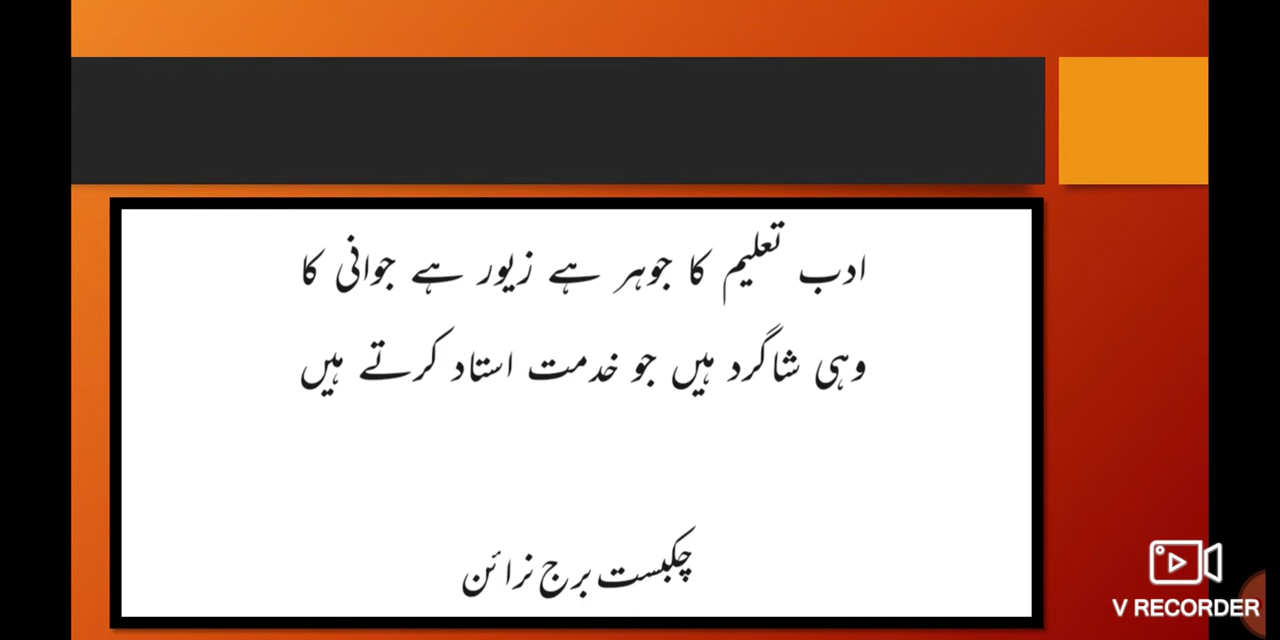 ادب تعلیم کا جوہر ہے زیور ہے جوانی کا
وہی شاگرد ہیں جو خدمت استاد کرتے ہیں
چکبست برج نرائن
V RECORDER